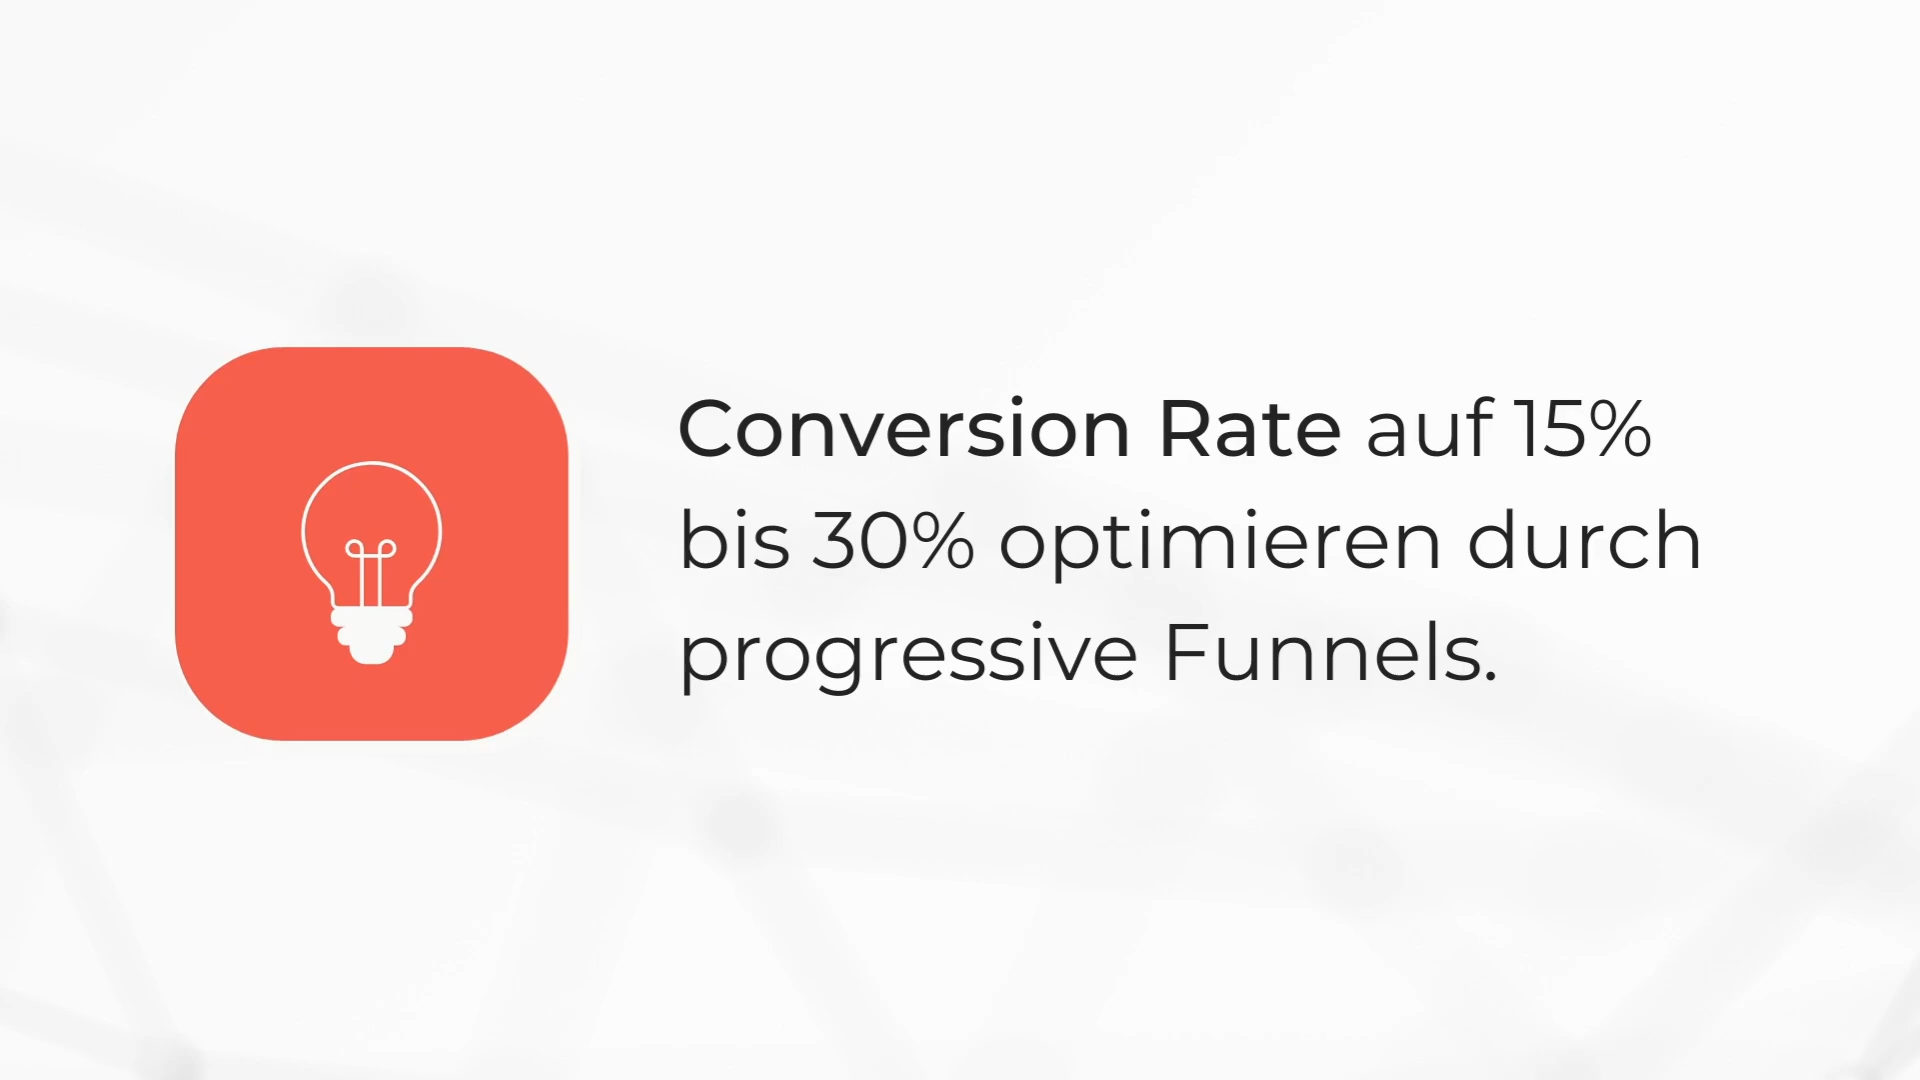 Conversion Rate auf 15%
bis 30% optimieren durch
progressive Funnels.